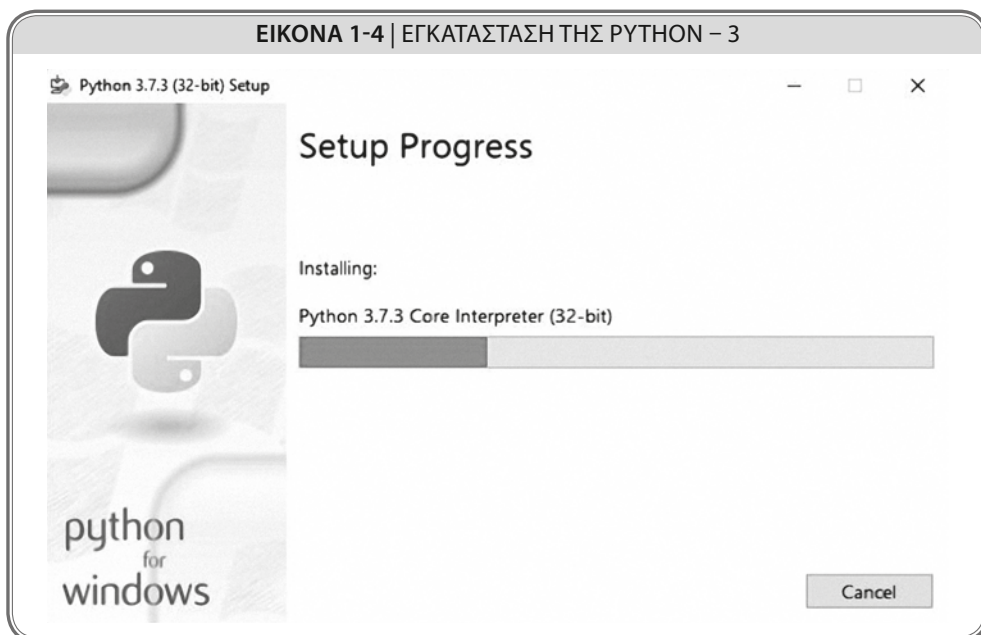 ΕΙΚΟΝΑ 1-4 | ΕΓΚΑΤΑΣΤΑΣΗ ΤΗΣ PYTHON – 3
Python 3.7.3 (32-bit) Setup
Setup Progress
Installing:
Python 3.7.3 Core Interpreter (32-bit)
python
for
windows
Cancel